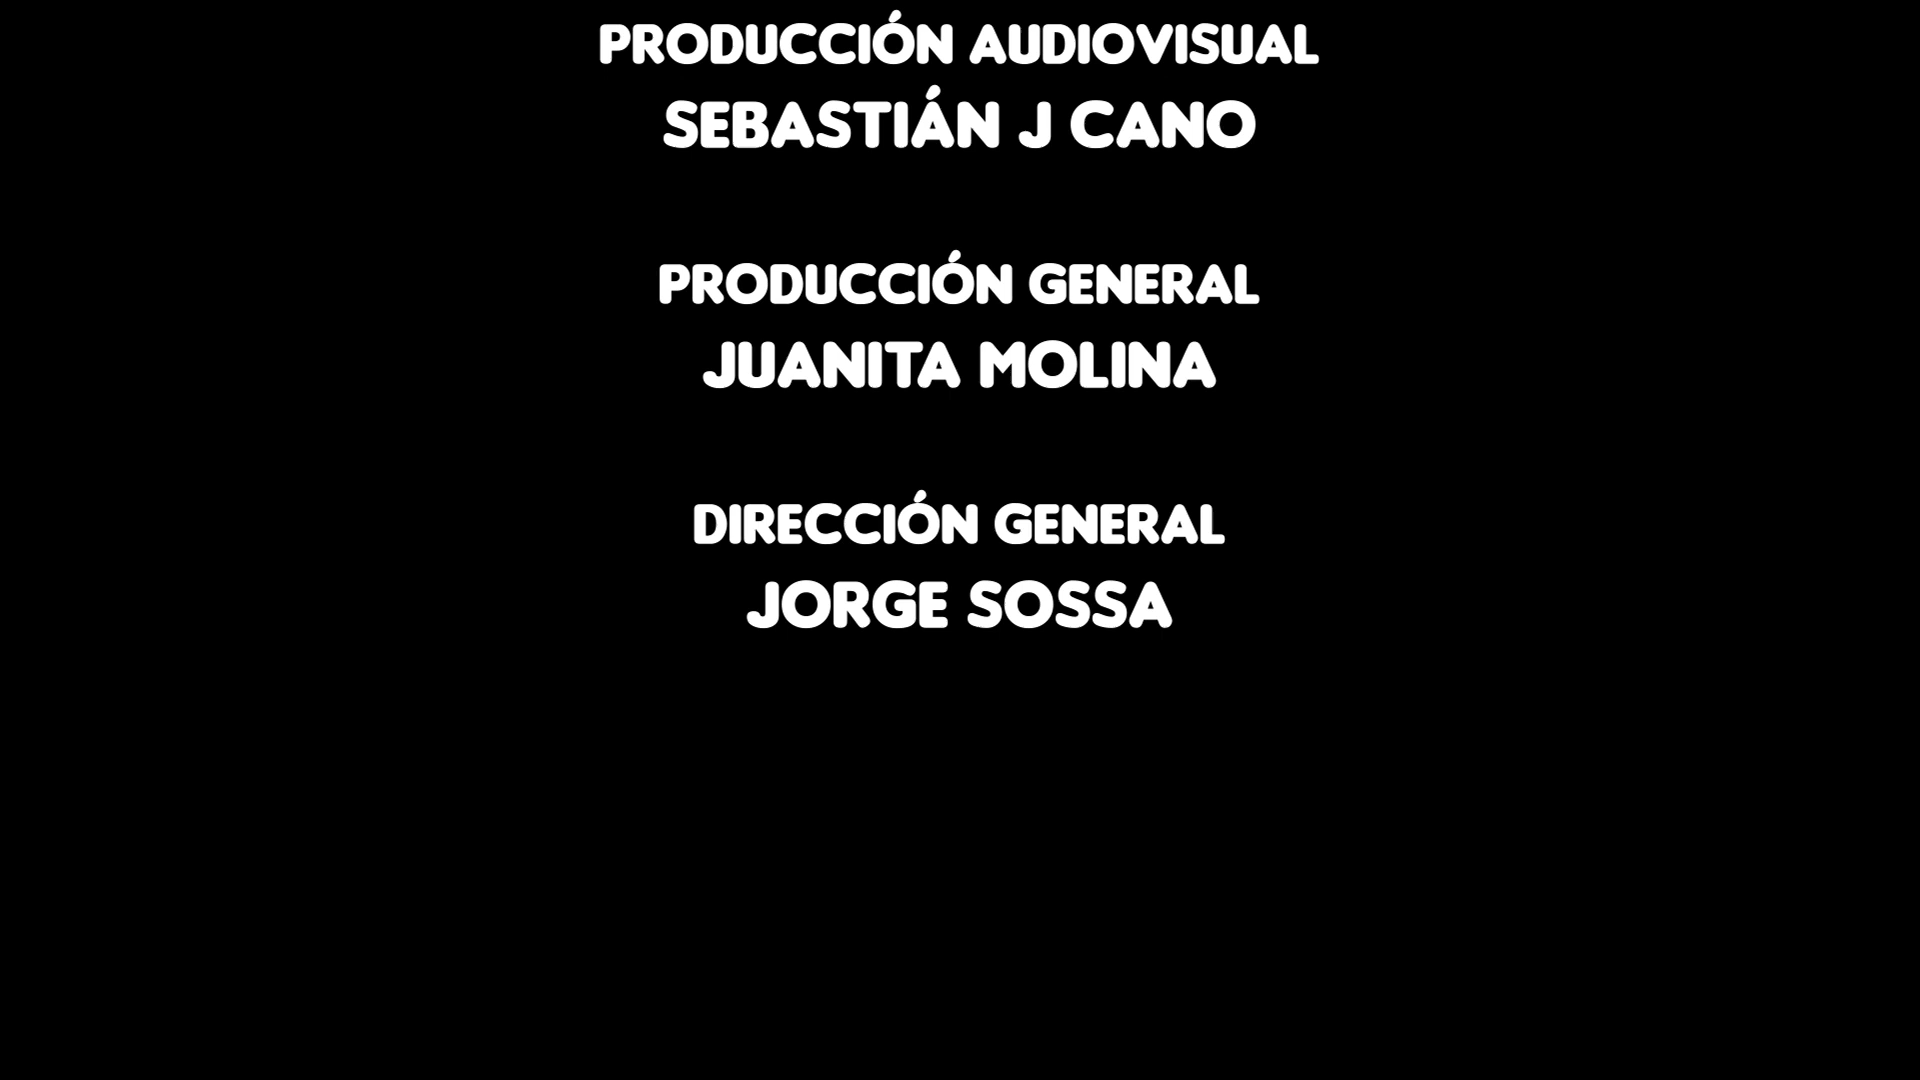 PRODUCCIÓN AUDIOVISUAL
SEBASTIÁN J CANO
PRODUCCIÓN GENERAL
JUANITA MOLINA
DIRECCIÓN GENERAL
JORGE SOSSA